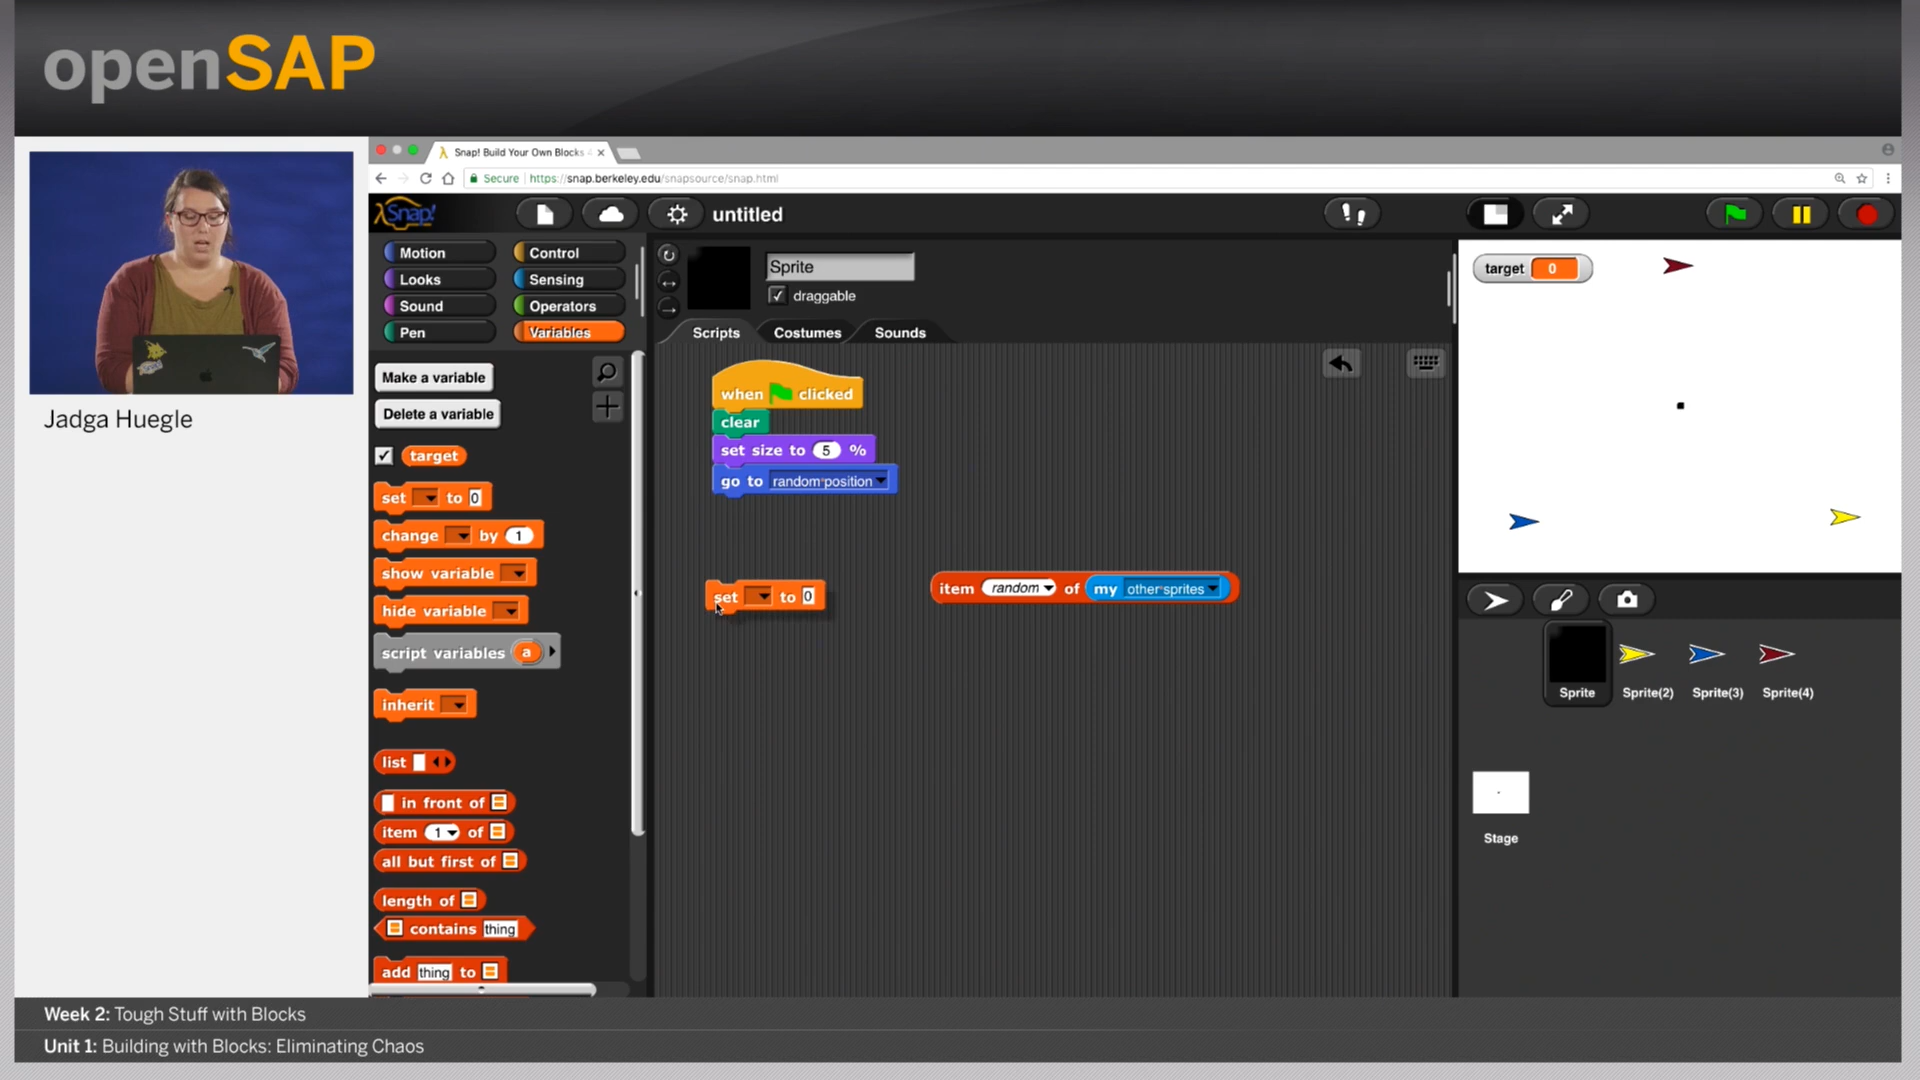 openSAP
Jadga Huegle
Snap! Build Your Own Blocks
Secure | https://snap.berkeley.edu/snapsource/snap.html
Snap!
untitled
Motion
Control
Looks
Sensing
Sound
Operators
Pen
Variables
Make a variable
Delete a variable
target
set to 0
change by 1
show variable
hide variable
script variables a
inherit
list
in front of
item 1 of
all but first of
length of
contains thing
add thing to
Sprite
draggable
Scripts
Costumes
Sounds
when clicked
clear
set size to 5 %
go to random position
set to 0
item random of my other sprites
target 0
Sprite
Sprite(2)
Sprite(3)
Sprite(4)
Stage
Week 2: Tough Stuff with Blocks
Unit 1: Building with Blocks: Eliminating Chaos